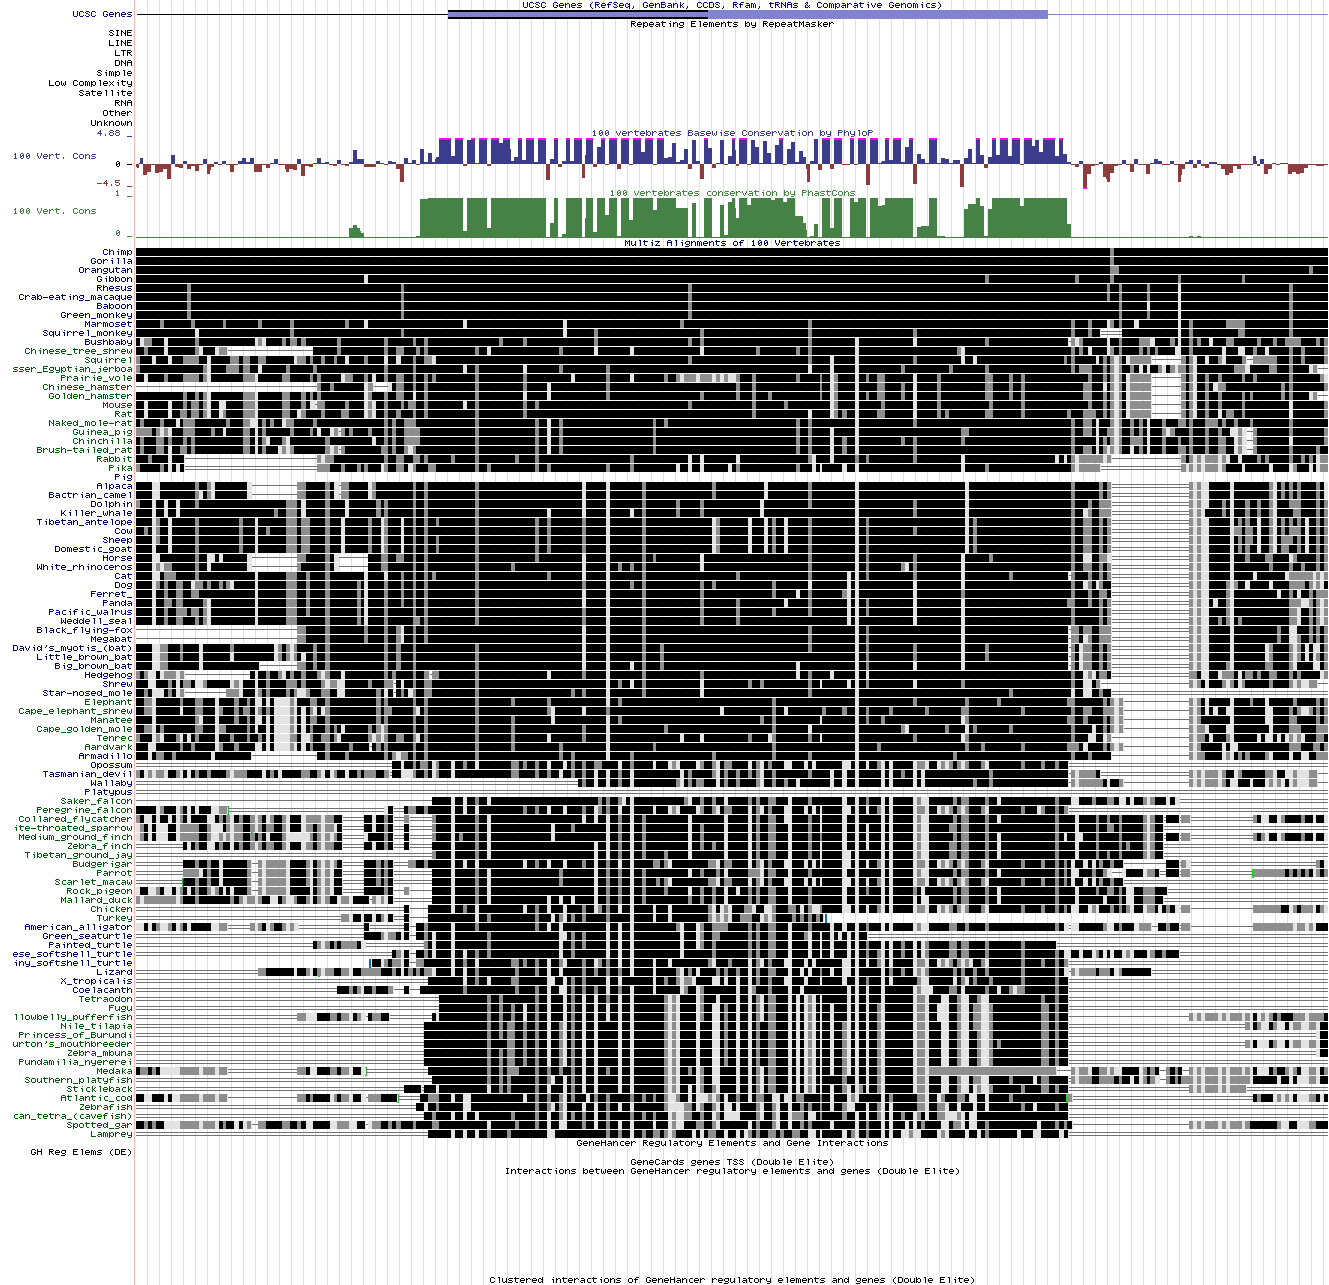 UCSC Genes (RefSeq, GenBank, CCDS, Rfam, tRNAs & Comparative Genomics)
UCSC Genes
Repeating Elements by RepeatMasker
SINE
LINE
LTR
DNA
Simple
Low Complexity
Satellite
RNA
Other
Unknown
100 vertebrates Basewise Conservation by PhyloP
4.88 _
100 Vert. Cons
0 _
-4.5 _
100 vertebrates conservation by PhastCons
1 _
100 Vert. Cons
0 _
Multiz Alignments of 100 Vertebrates
Chimp
Gorilla
Orangutan
Gibbon
Rhesus
Crab-eating_macaque
Baboon
Green_monkey
Marmoset
Squirrel_monkey
Bushbaby
Chinese_tree_shrew
Squirrel
sser_Egyptian_jerboa
Prairie_vole
Chinese_hamster
Golden_hamster
Mouse
Rat
Naked_mole-rat
Guinea_pig
Chinchilla
Brush-tailed_rat
Rabbit
Pika
Pig
Alpaca
Bactrian_camel
Dolphin
Killer_whale
Tibetan_antelope
Cow
Sheep
Domestic_goat
Horse
White_rhinoceros
Cat
Dog
Ferret_
Panda
Pacific_walrus
Weddell_seal
Black_flying-fox
Megabat
David's_myotis_(bat)
Little_brown_bat
Big_brown_bat
Hedgehog
Shrew
Star-nosed_mole
Elephant
Cape_elephant_shrew
Manatee
Cape_golden_mole
Tenrec
Aardvark
Armadillo
Opossum
Tasmanian_devil
Wallaby
Platypus
Saker_falcon
Peregrine_falcon
Collared_flycatcher
ite-throated_sparrow
Medium_ground_finch
Zebra_finch
Tibetan_ground_jay
Budgerigar
Parrot
Scarlet_macaw
Rock_pigeon
Mallard_duck
Chicken
Turkey
American_alligator
Green_seaturtle
Painted_turtle
ese_softshell_turtle
iny_softshell_turtle
Lizard
X_tropicalis
Coelacanth
Tetraodon
Fugu
llowbelly_pufferfish
Nile_tilapia
Princess_of_Burundi
urton's_mouthbreeder
Zebra_mbuna
Pundamilia_nyererei
Medaka
Southern_platyfish
Stickleback
Atlantic_cod
Zebrafish
can_tetra_(cavefish)
Spotted_gar
Lamprey
GeneHancer Regulatory Elements and Gene Interactions
GH Reg Elems (DE)
GeneCards genes TSS (Double Elite)
Interactions between GeneHancer regulatory elements and genes (Double Elite)
Clustered interactions of GeneHancer regulatory elements and genes (Double Elite)